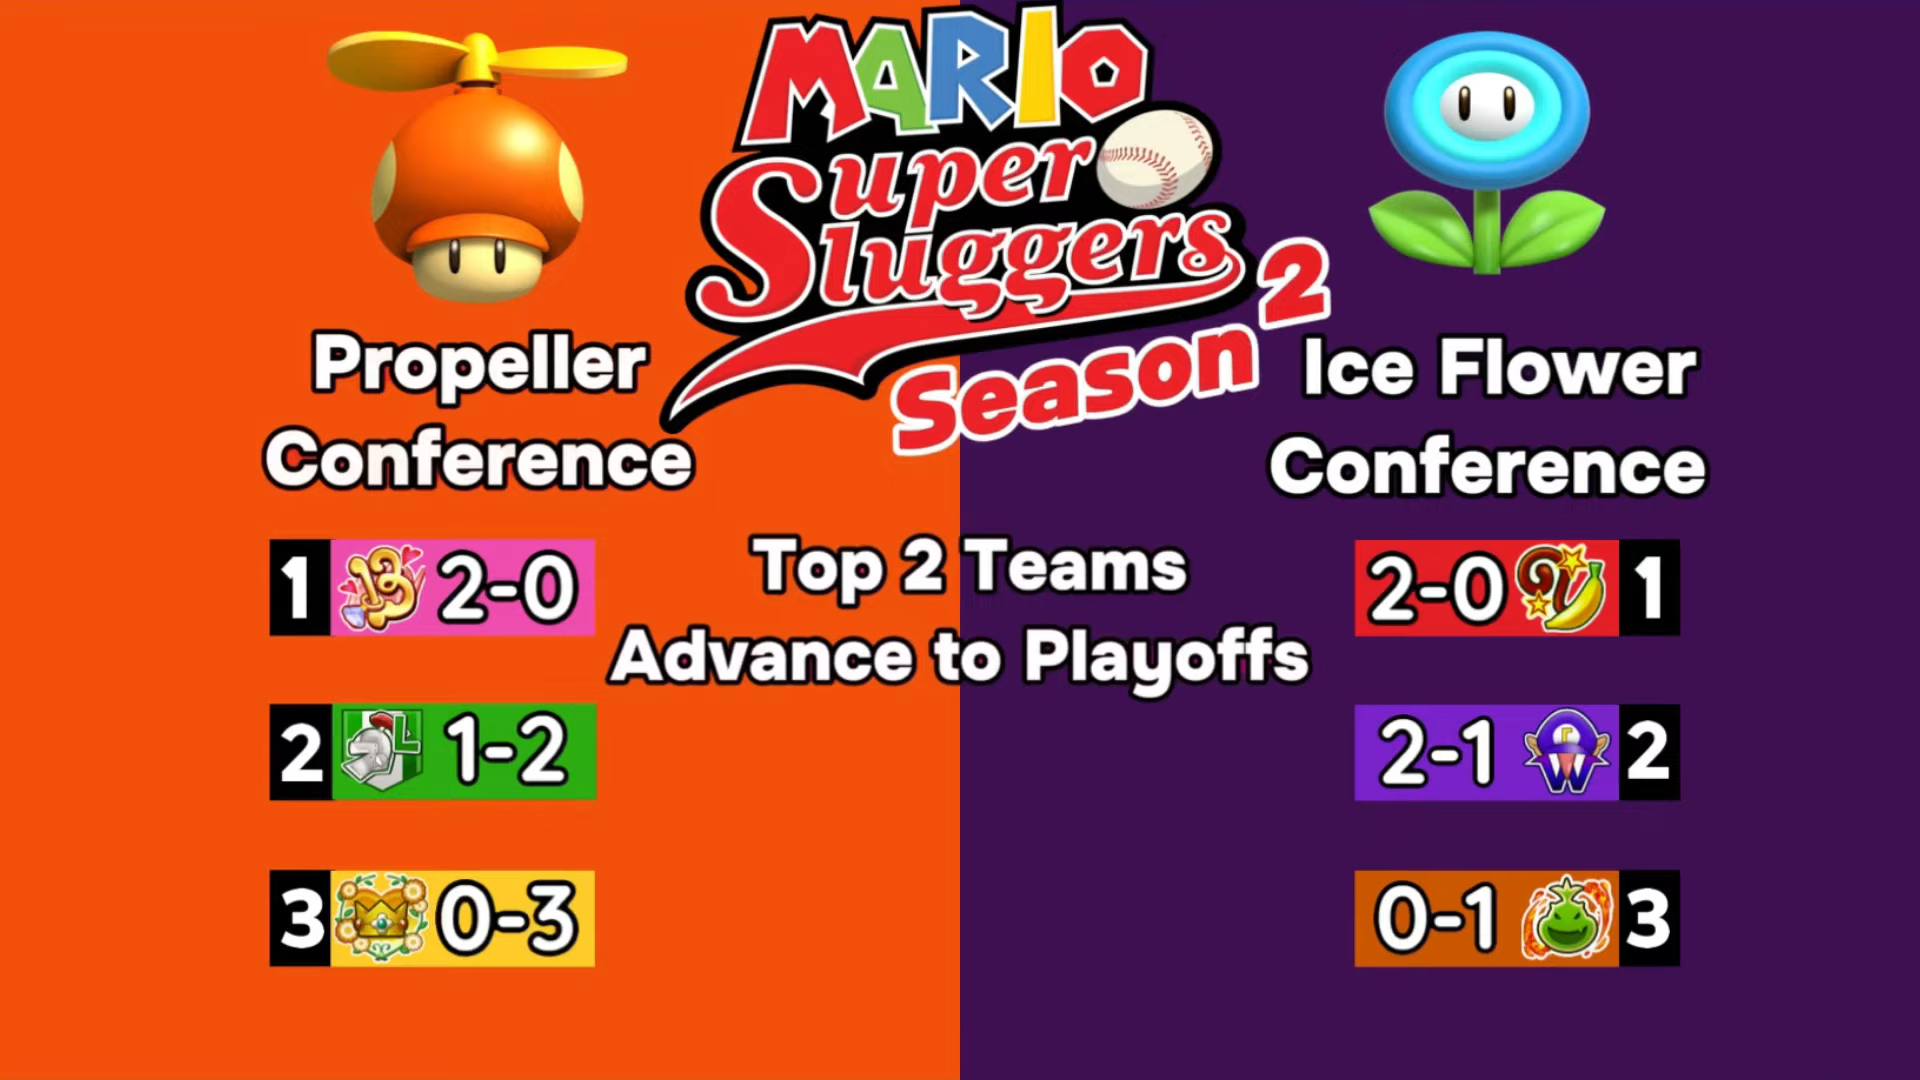 MARIO
Super
Sluggers
Season 2
Propeller
Conference
Ice Flower
Conference
Top 2 Teams
Advance to Playoffs
1 2-0
2 L 1-2
3 0-3
2-0 1
2-1 W 2
0-1 3